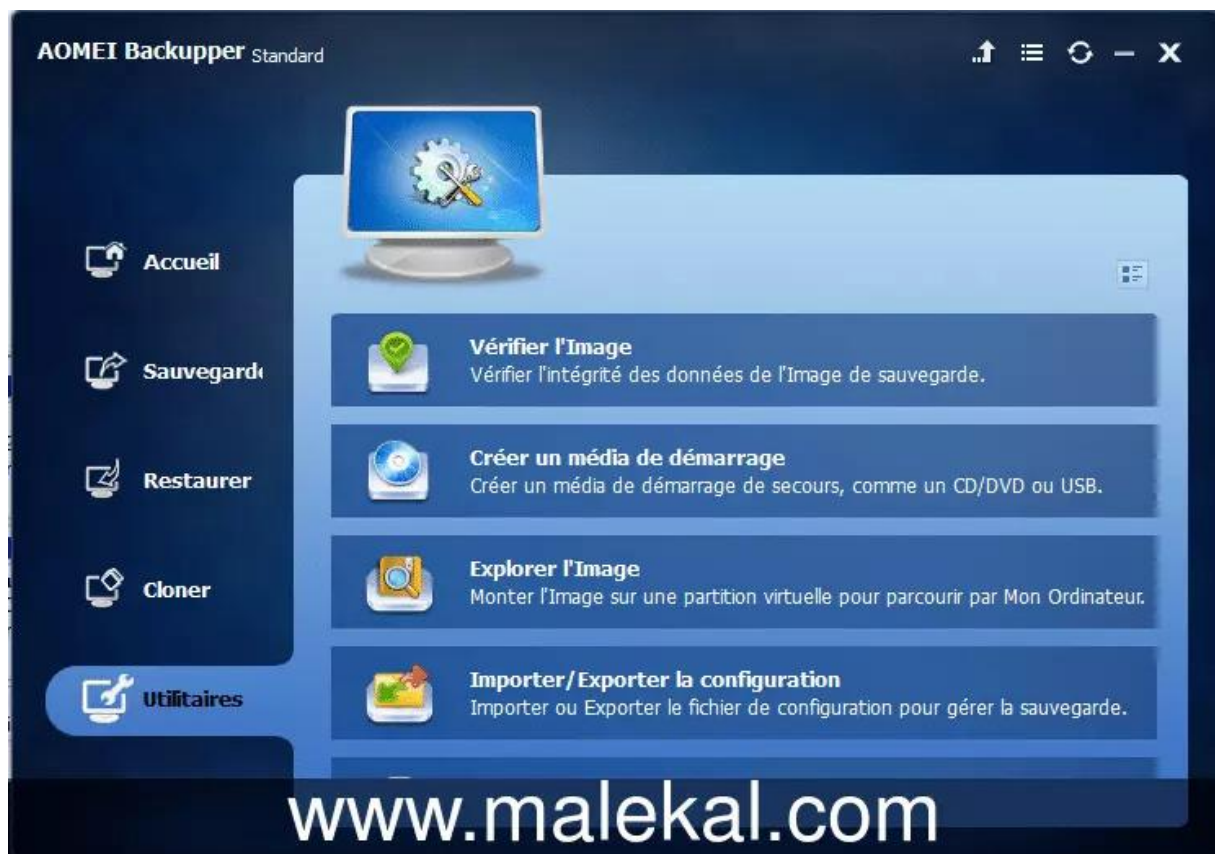 AOMEI Backupper Standard
Accueil
Sauvegard
Restaurer
Cloner
Utilitaires
Vérifier l'Image
Vérifier l'intégrité des données de l'Image de sauvegarde.
Créer un média de démarrage
Créer un média de démarrage de secours, comme un CD/DVD ou USB.
Explorer l'Image
Monter l'Image sur une partition virtuelle pour parcourir par Mon Ordinateur.
Importer/Exporter la configuration
Importer ou Exporter le fichier de configuration pour gérer la sauvegarde.
www.malekal.com